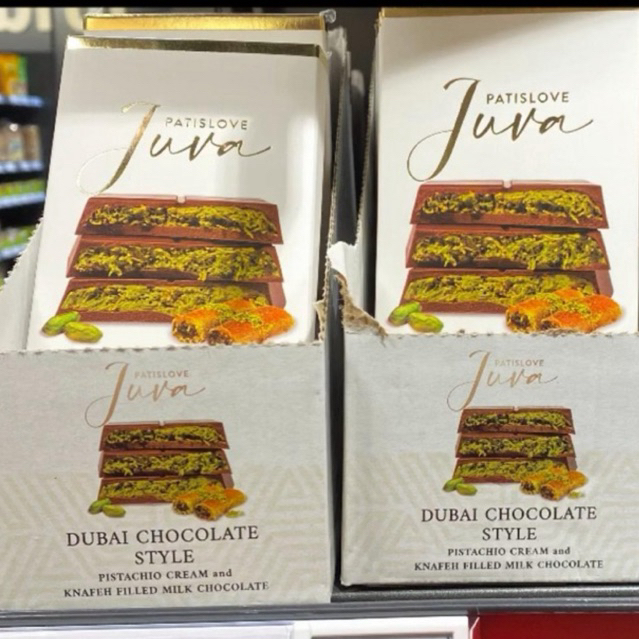 PATISLOVE
Juva
PATISLOVE
Juva
PATISLOVE
Juva
DUBAI CHOCOLATE
STYLE
PISTACHIO CREAM and
KNAFEH FILLED MILK CHOCOLATE
PATISLOVE
Juva
DUBAI CHOCOLATE
STYLE
PISTACHIO CREAM and
KNAFEH FILLED MILK CHOCOLATE